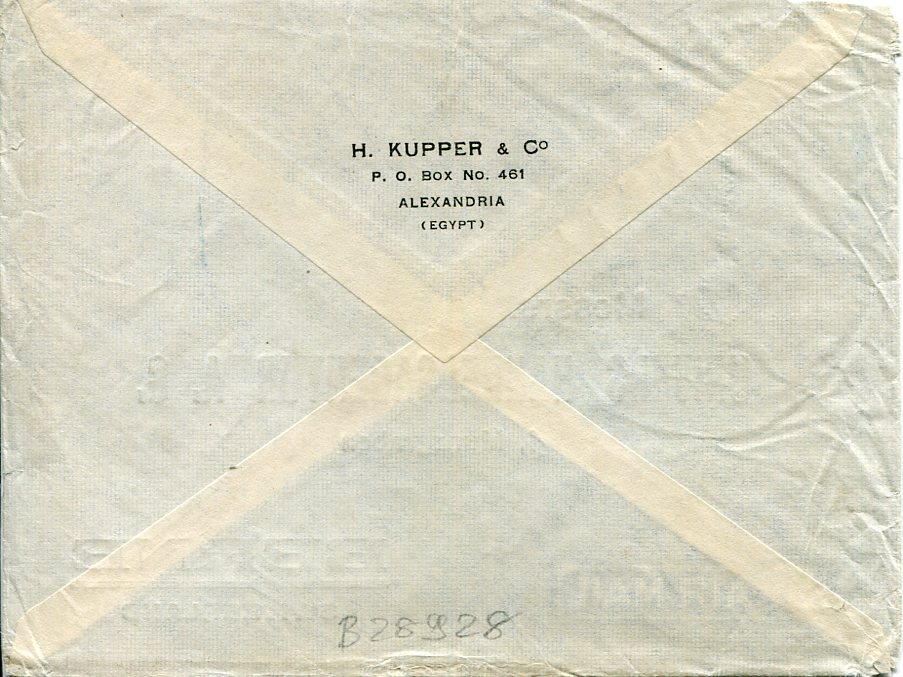 H. KUPPER & Cº
P. O. BOX NO. 461
ALEXANDRIA
(EGYPT)
B28928